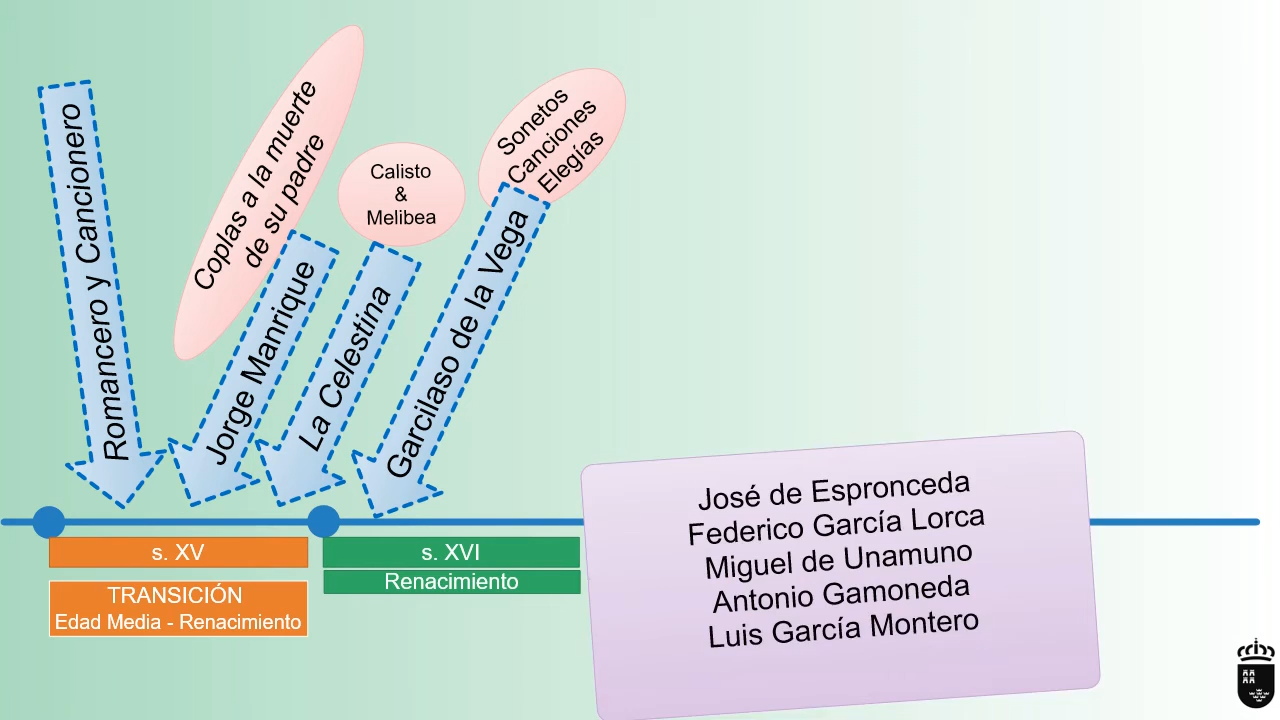 Romancero y Cancionero
Coplas a la muerte
de su padre
Jorge Manrique
Calisto
&
Melibea
La Celestina
Sonetos
Canciones
Elegías
Garcilaso de la Vega
s. XV
TRANSICIÓN
Edad Media - Renacimiento
s. XVI
Renacimiento
José de Espronceda
Federico García Lorca
Miguel de Unamuno
Antonio Gamoneda
Luis García Montero